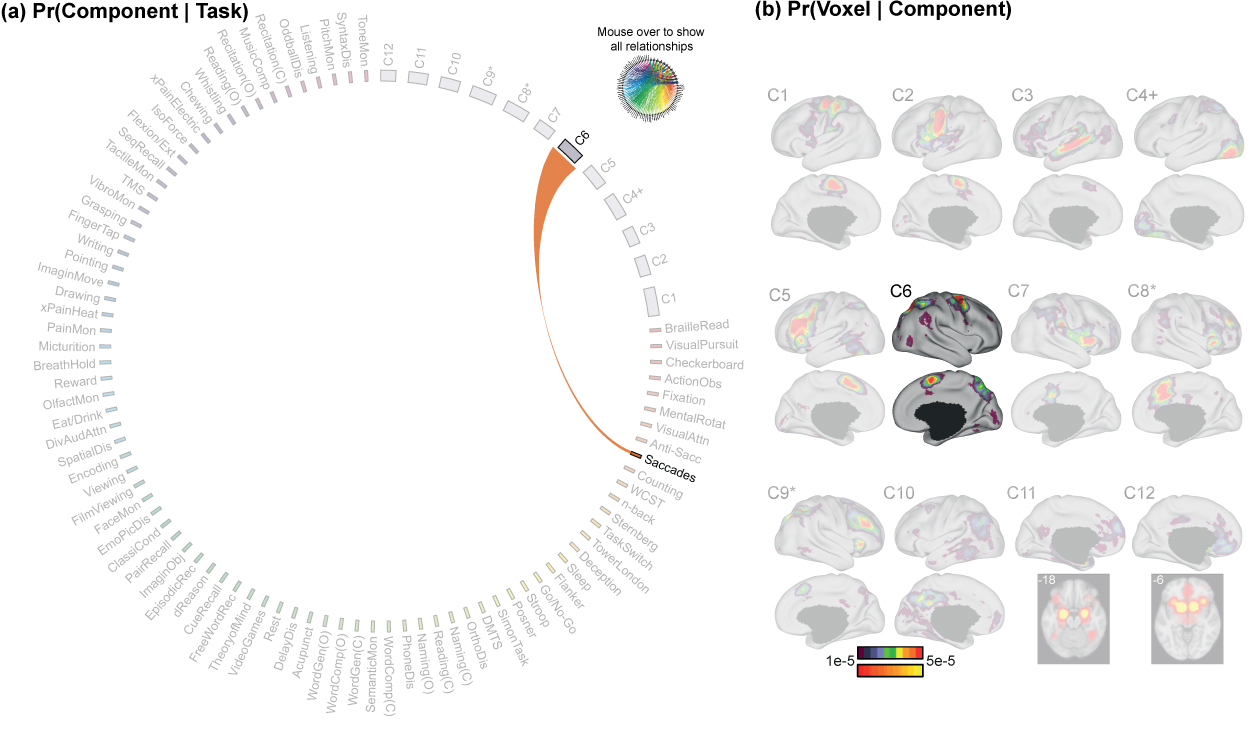 (a) Pr(Component | Task)
Mouse over to show
all relationships
C12
C11
C10
C9*
C8*
C7
C6
C5
C4+
C3
C2
C1
BrailleRead
VisualPursuit
Checkerboard
ActionObs
Fixation
MentalRotat
VisualAttn
Anti-Sacc
Saccades
Counting
WCST
n-back
Sternberg
TaskSwitch
TowerLondon
Deception
Sleep
Flanker
Go/No-Go
Stroop
Posner
SimonTask
DMTS
OrthoDis
Naming(C)
Reading(C)
Naming(O)
PhoneDis
WordComp(C)
SemanticMon
WordGen(C)
WordComp(O)
WordGen(O)
Acupunct
DelayDis
Rest
VideoGames
TheoryofMind
FreeWordRec
CueRecall
dReason
EpisodicRec
ImaginObj
PairRecall
ClassiCond
EmoPicDis
FaceMon
FilmViewing
Viewing
Encoding
SpatialDis
DivAudAttn
Eat/Drink
OlfactMon
Reward
BreathHold
Micturition
PainMon
xPainHeat
Drawing
ImaginMove
Pointing
Writing
FingerTap
Grasping
VibroMon
TMS
TactileMon
SeqRecall
Flexion/Ext
IsoForce
xPainElectric
Chewing
Whistling
Reading(O)
Recitation(O)
MusicComp
Recitation(C)
OddballDis
Listening
PitchMon
SyntaxDis
ToneMon
(b) Pr(Voxel | Component)
C1
C2
C3
C4+
C5
C6
C7
C8*
C9*
C10
C11
C12
-18
-6
1e-5
5e-5